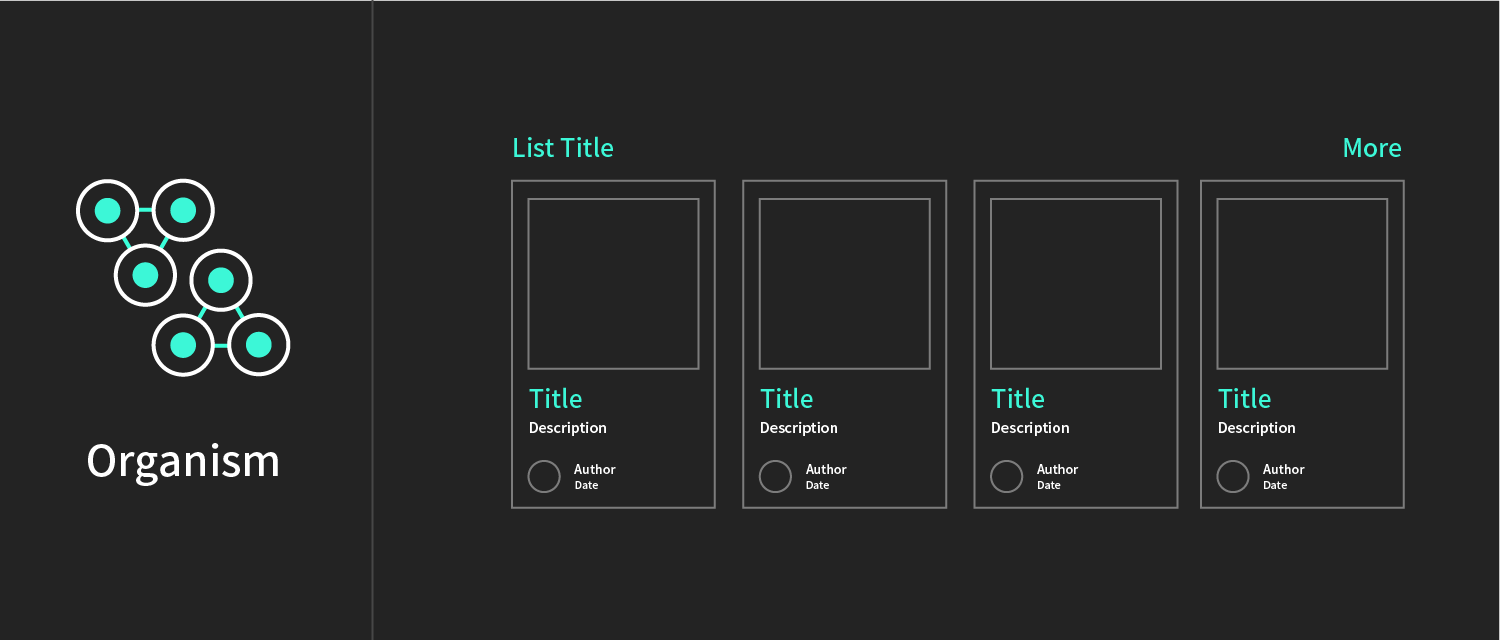 Organism
List Title
More
Title
Description
Author
Date
Title
Description
Author
Date
Title
Description
Author
Date
Title
Description
Author
Date